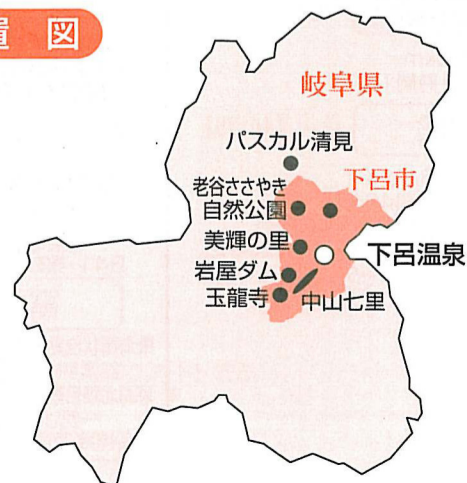 置 図
岐阜県
パスカル清見
下呂市
老谷ささやき
自然公園
美輝の里
下呂温泉
岩屋ダム
玉龍寺
中山七里